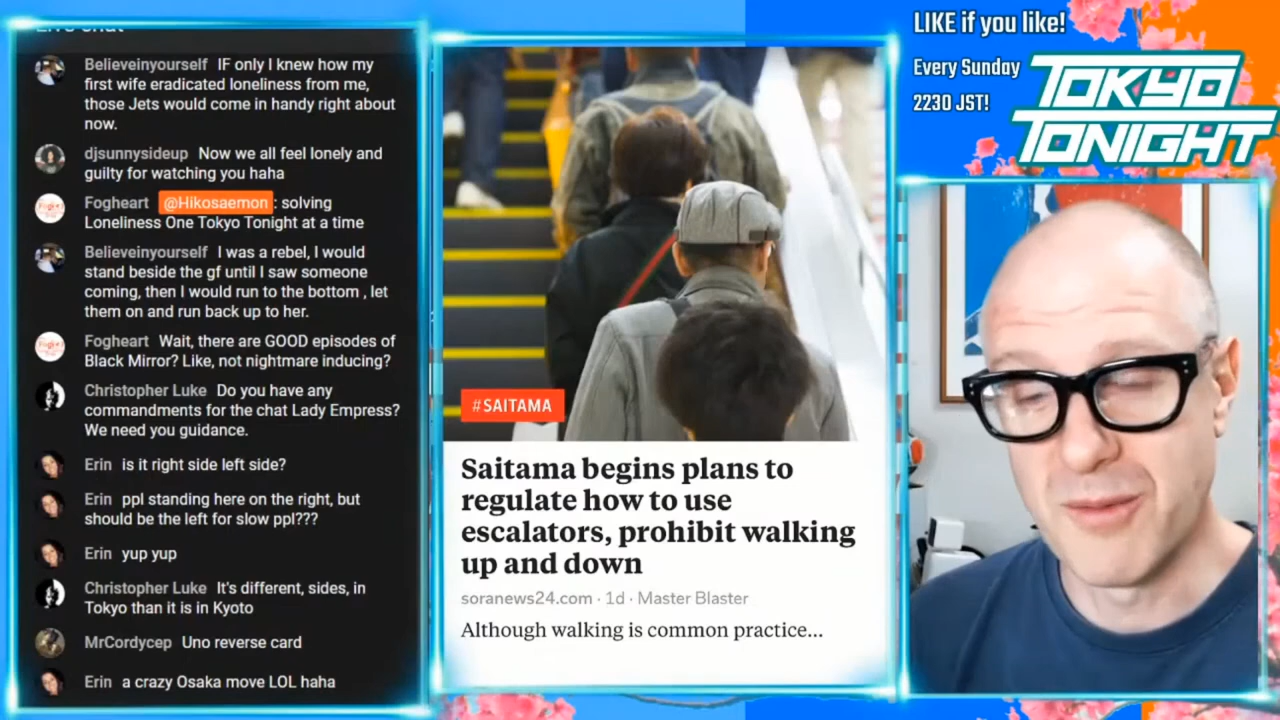 Live chat
Believeinyourself IF only I knew how my
first wife eradicated loneliness from me,
those Jets would come in handy right about
now.
djsunnysideup Now we all feel lonely and
guilty for watching you haha
Fogheart @Hikosaemon : solving
Loneliness One Tokyo Tonight at a time
Believeinyourself I was a rebel, I would
stand beside the gf until I saw someone
coming, then I would run to the bottom , let
them on and run back up to her.
Fogheart Wait, there are GOOD episodes of
Black Mirror? Like, not nightmare inducing?
Christopher Luke Do you have any
commandments for the chat Lady Empress?
We need you guidance.
Erin is it right side left side?
Erin ppl standing here on the right, but
should be the left for slow ppl???
Erin yup yup
Christopher Luke It's different, sides, in
Tokyo than it is in Kyoto
MrCordycep Uno reverse card
Erin a crazy Osaka move LOL haha
#SAITAMA
Saitama begins plans to
regulate how to use
escalators, prohibit walking
up and down
soranews24.com · 1d · Master Blaster
Although walking is common practice...
LIKE if you like!
Every Sunday
2230 JST!
TOKYO
TONIGHT